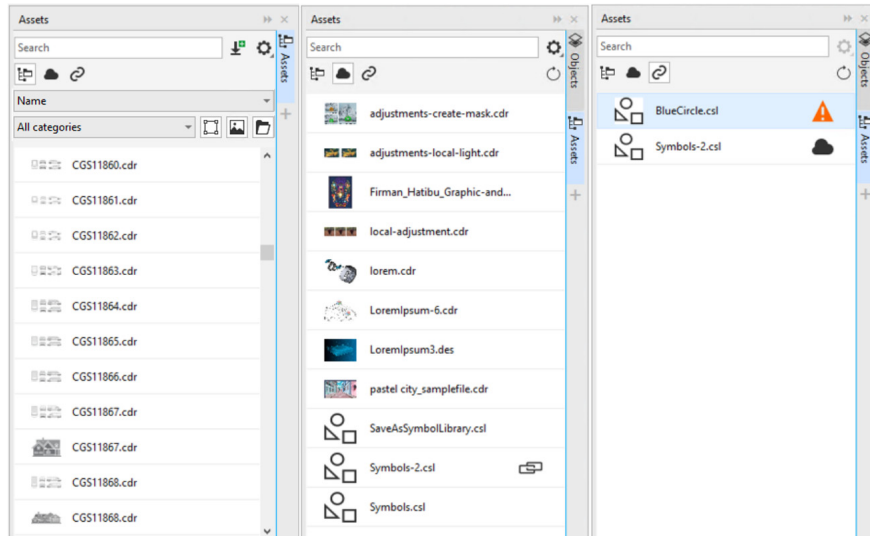 Assets
Search
Name
All categories
CGS11860.cdr
CGS11861.cdr
CGS11862.cdr
CGS11863.cdr
CGS11864.cdr
CGS11865.cdr
CGS11866.cdr
CGS11867.cdr
CGS11867.cdr
CGS11868.cdr
CGS11868.cdr
Assets
Assets
Search
adjustments-create-mask.cdr
adjustments-local-light.cdr
Firman_Hatibu_Graphic-and...
local-adjustment.cdr
lorem.cdr
LoremIpsum-6.cdr
LoremIpsum3.des
pastel city_samplefile.cdr
SaveAsSymbolLibrary.csl
Symbols-2.csl
Symbols.csl
Objects
Assets
Assets
Search
BlueCircle.csl
Symbols-2.csl
Objects
Assets